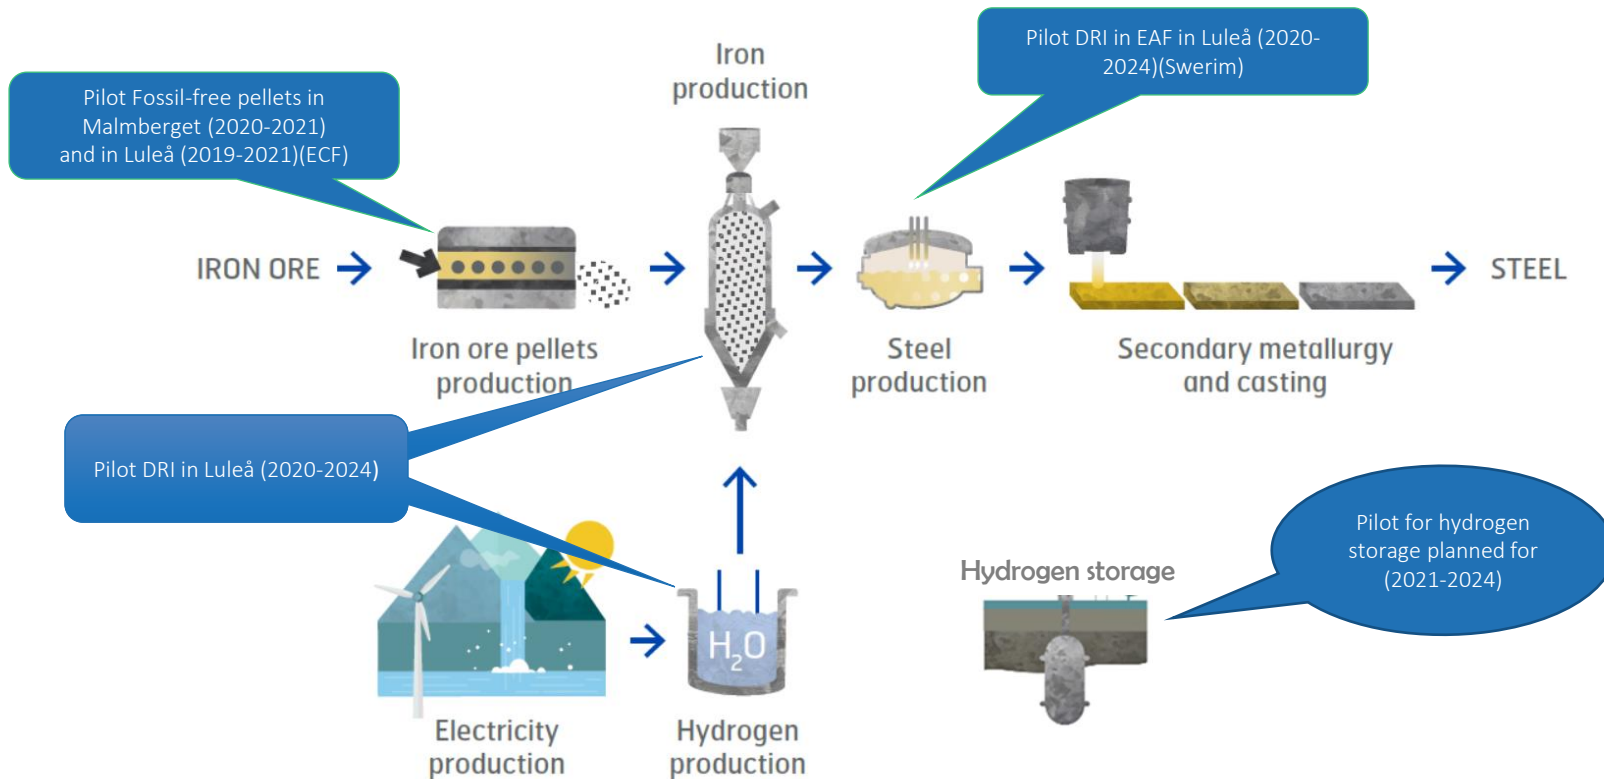 Pilot Fossil-free pellets in
Malmberget (2020-2021)
and in Luleå (2019-2021)(ECF)
Iron
production
Pilot DRI in EAF in Luleå (2020-
2024)(Swerim)
IRON ORE
STEEL
Iron ore pellets
production
Steel
production
Secondary metallurgy
and casting
Pilot DRI in Luleå (2020-2024)
Pilot for hydrogen
storage planned for
(2021-2024)
Hydrogen storage
H₂O
Electricity
production
Hydrogen
production